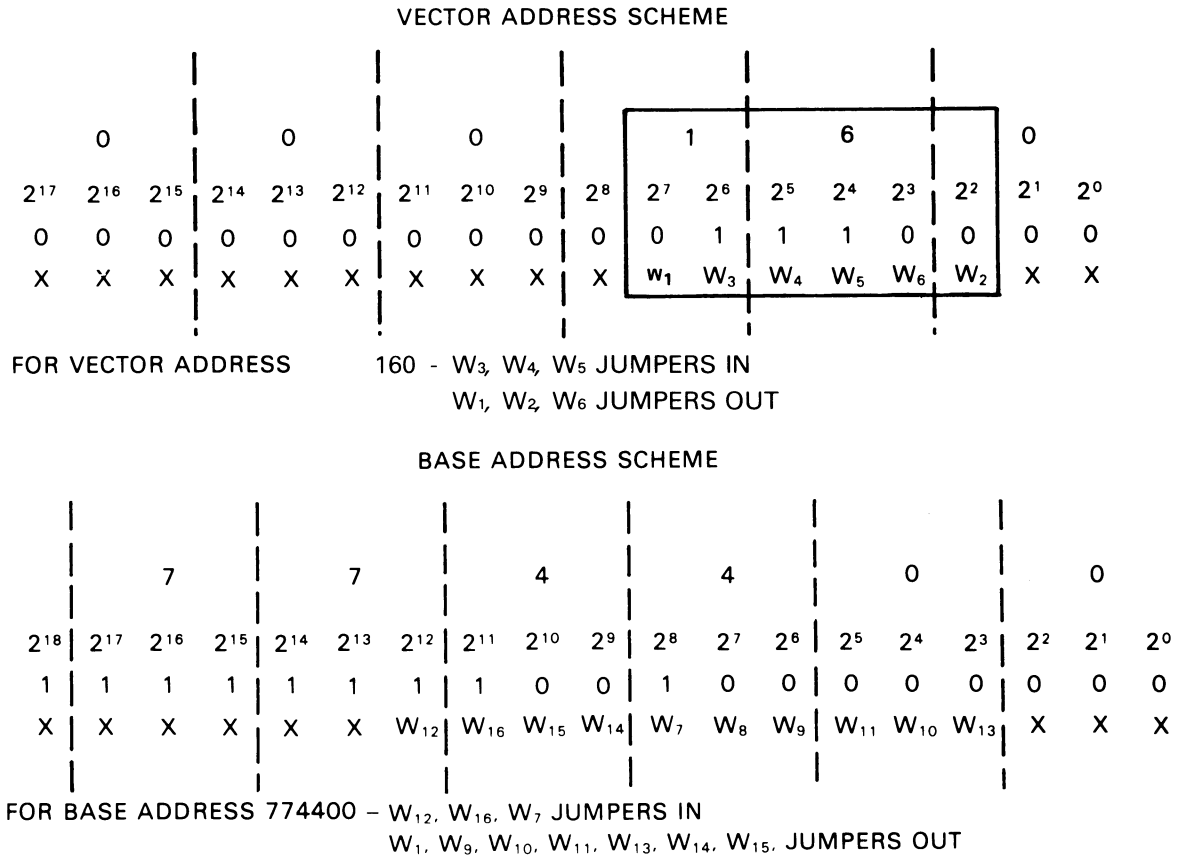 VECTOR ADDRESS SCHEME
0 0 0 1 6 0
2¹⁷ 2¹⁶ 2¹⁵ 2¹⁴ 2¹³ 2¹² 2¹¹ 2¹⁰ 2⁹ 2⁸ 2⁷ 2⁶ 2⁵ 2⁴ 2³ 2² 2¹ 2⁰
0 0 0 0 0 0 0 0 0 0 0 1 1 1 0 0 0 0
X X X X X X X X X X W₁ W₃ W₄ W₅ W₆ W₂ X X
FOR VECTOR ADDRESS 160 - W₃, W₄, W₅ JUMPERS IN
W₁, W₂, W₆ JUMPERS OUT
BASE ADDRESS SCHEME
7 7 4 4 0 0
2¹⁸ 2¹⁷ 2¹⁶ 2¹⁵ 2¹⁴ 2¹³ 2¹² 2¹¹ 2¹⁰ 2⁹ 2⁸ 2⁷ 2⁶ 2⁵ 2⁴ 2³ 2² 2¹ 2⁰
1 1 1 1 1 1 1 1 0 0 1 0 0 0 0 0 0 0 0
X X X X X X W₁₂ W₁₆ W₁₅ W₁₄ W₇ W₈ W₉ W₁₁ W₁₀ W₁₃ X X X
FOR BASE ADDRESS 774400 – W₁₂, W₁₆, W₇ JUMPERS IN
W₁, W₉, W₁₀, W₁₁, W₁₃, W₁₄, W₁₅, JUMPERS OUT